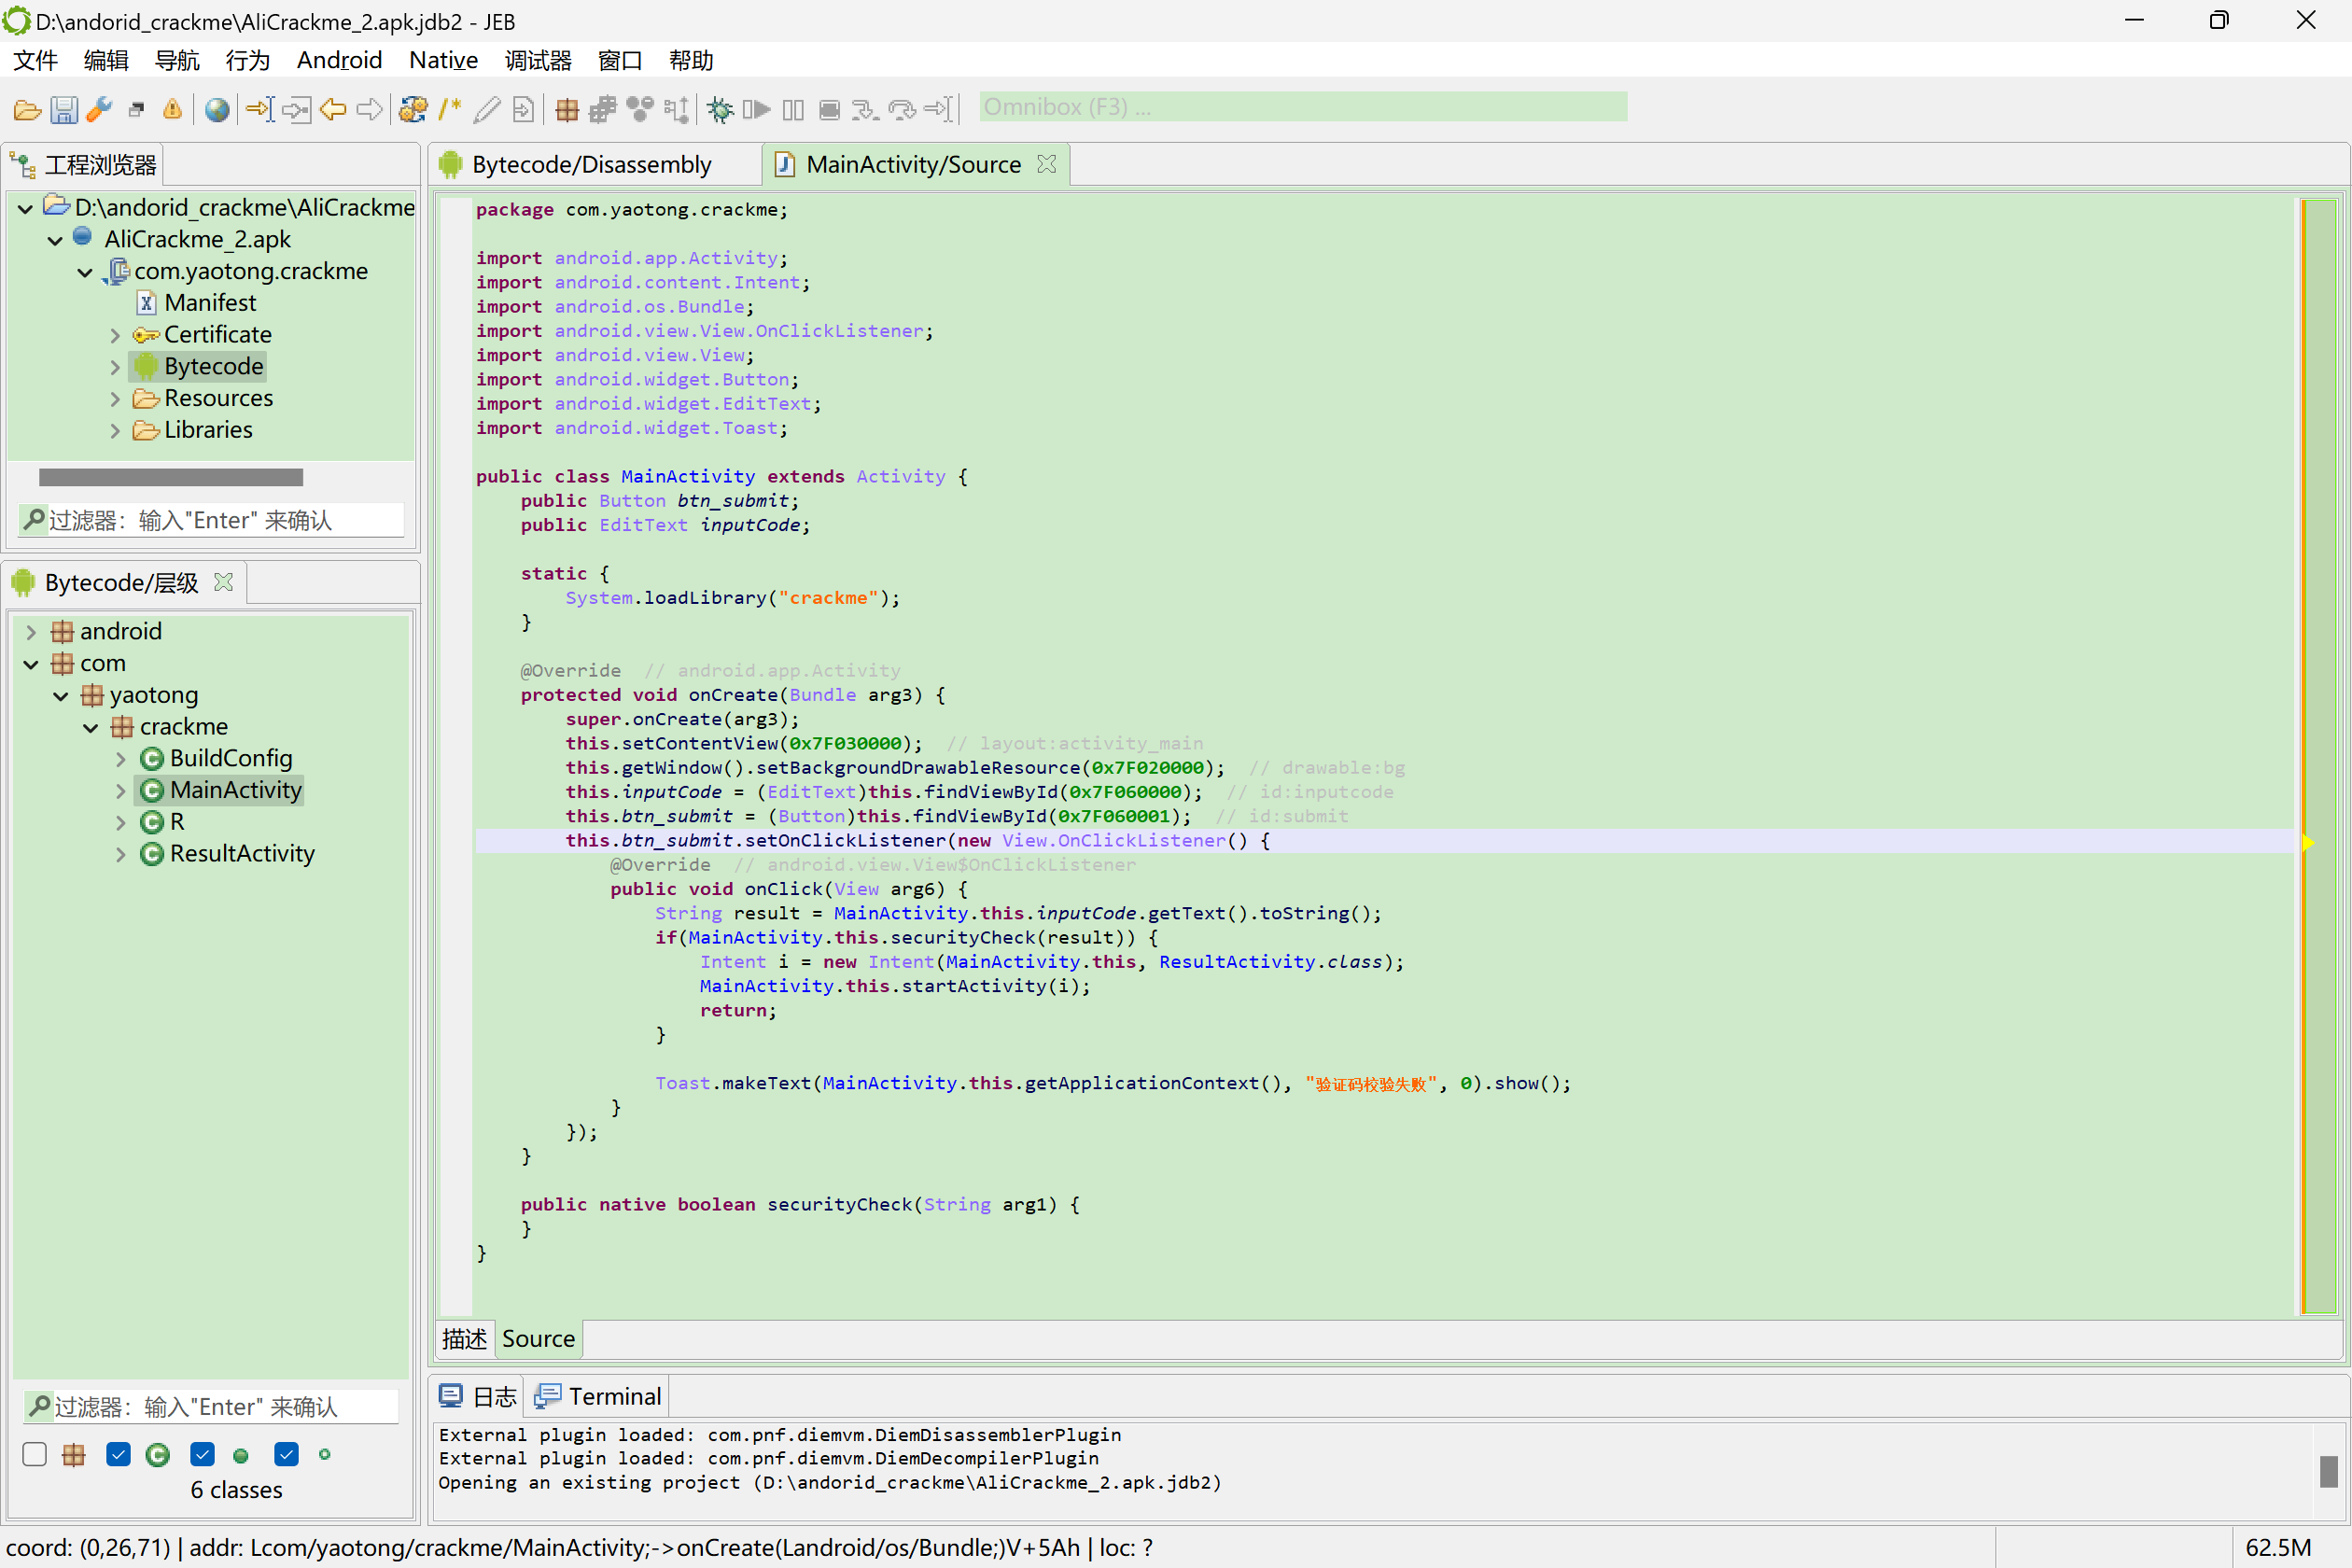 D:\andorid_crackme\AliCrackme_2.apk.jdb2 - JEB
文件 编辑 导航 行为 Android Native 调试器 窗口 帮助
Omnibox (F3) ...
工程浏览器
D:\andorid_crackme\AliCrackme
AliCrackme_2.apk
com.yaotong.crackme
Manifest
Certificate
Bytecode
Resources
Libraries
过滤器：输入"Enter" 来确认
Bytecode/层级
android
com
yaotong
crackme
BuildConfig
MainActivity
R
ResultActivity
过滤器：输入"Enter" 来确认
6 classes
Bytecode/Disassembly MainActivity/Source
package com.yaotong.crackme;
import android.app.Activity;
import android.content.Intent;
import android.os.Bundle;
import android.view.View.OnClickListener;
import android.view.View;
import android.widget.Button;
import android.widget.EditText;
import android.widget.Toast;
public class MainActivity extends Activity {
    public Button btn_submit;
    public EditText inputCode;
    static {
        System.loadLibrary("crackme");
    }
    @Override  // android.app.Activity
    protected void onCreate(Bundle arg3) {
        super.onCreate(arg3);
        this.setContentView(0x7F030000);  // layout:activity_main
        this.getWindow().setBackgroundDrawableResource(0x7F020000);  // drawable:bg
        this.inputCode = (EditText)this.findViewById(0x7F060000);  // id:inputcode
        this.btn_submit = (Button)this.findViewById(0x7F060001);  // id:submit
        this.btn_submit.setOnClickListener(new View.OnClickListener() {
            @Override  // android.view.View$OnClickListener
            public void onClick(View arg6) {
                String result = MainActivity.this.inputCode.getText().toString();
                if(MainActivity.this.securityCheck(result)) {
                    Intent i = new Intent(MainActivity.this, ResultActivity.class);
                    MainActivity.this.startActivity(i);
                    return;
                }
                Toast.makeText(MainActivity.this.getApplicationContext(), "验证码校验失败", 0).show();
            }
        });
    }
    public native boolean securityCheck(String arg1) {
    }
}
描述 Source
日志 Terminal
External plugin loaded: com.pnf.diemvm.DiemDisassemblerPlugin
External plugin loaded: com.pnf.diemvm.DiemDecompilerPlugin
Opening an existing project (D:\andorid_crackme\AliCrackme_2.apk.jdb2)
coord: (0,26,71) | addr: Lcom/yaotong/crackme/MainActivity;->onCreate(Landroid/os/Bundle;)V+5Ah | loc: ?
62.5M